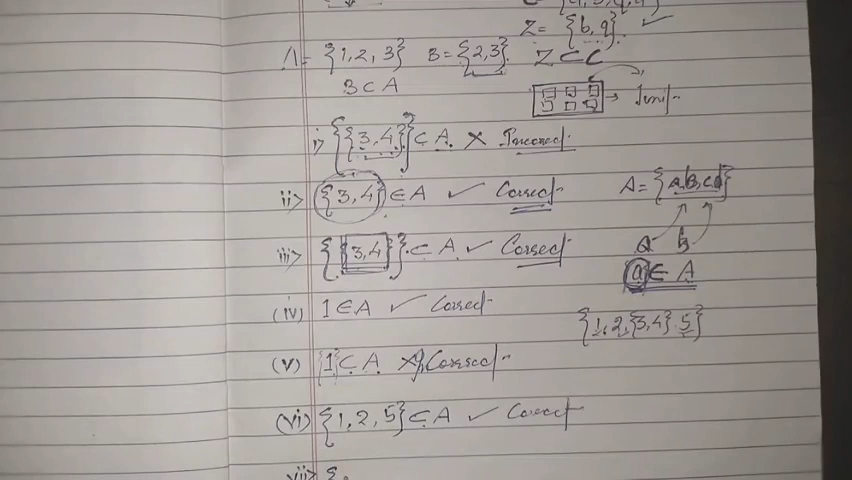 Z = {b, q}. ✓
A = {1, 2, 3} B = {2,3}. Z ⊂ C
B ⊂ A
i) {{3,4}} ⊂ A. ✗ Incorrect.
ii> {3,4} ∈ A ✓ Correct. A = {a,b,c,d}
iii> {{3,4}} ⊂ A ✓ Correct. a b
a ∈ A
(iv) 1 ∈ A ✓ Correct. {1, 2, {3,4} 5}
(v) {1} ⊂ A ✗
(vi) {1, 2, 5} ⊂ A ✓ Correct
vii> {